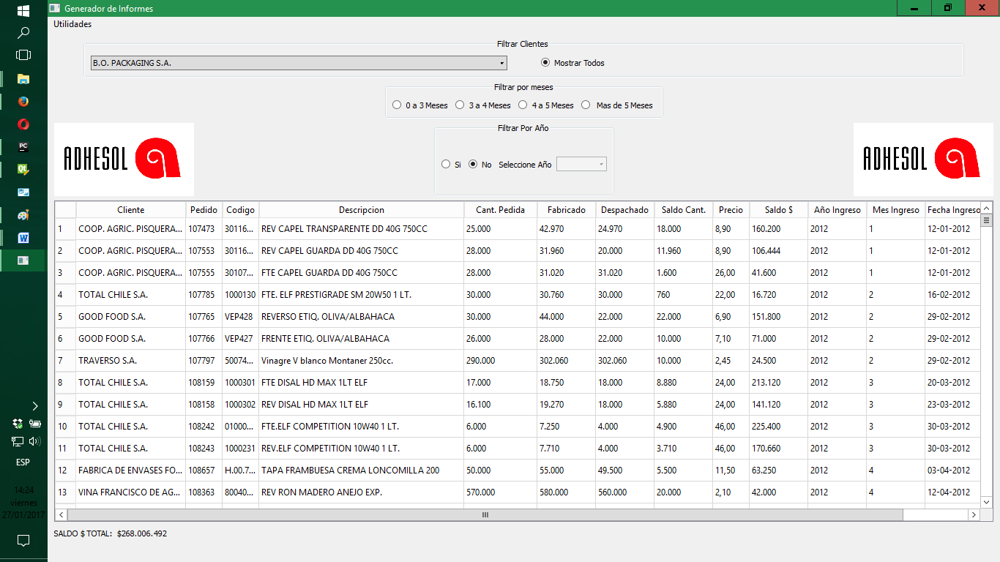 Generador de Informes
Utilidades
Filtrar Clientes
B.O. PACKAGING S.A. Mostrar Todos
Filtrar por meses
0 a 3 Meses 3 a 4 Meses 4 a 5 Meses Mas de 5 Meses
Filtrar Por Año
ADHESOL Si No Seleccione Año ADHESOL
Cliente Pedido Codigo Descripcion Cant. Pedida Fabricado Despachado Saldo Cant. Precio Saldo $ Año Ingreso Mes Ingreso Fecha Ingreso
1 COOP. AGRIC. PISQUERA... 107473 30116... REV CAPEL TRANSPARENTE DD 40G 750CC 25.000 42.970 24.970 18.000 8,90 160.200 2012 1 12-01-2012
2 COOP. AGRIC. PISQUERA... 107553 30116... REV CAPEL GUARDA DD 40G 750CC 28.000 31.960 20.000 11.960 8,90 106.444 2012 1 12-01-2012
3 COOP. AGRIC. PISQUERA... 107555 30107... FTE CAPEL GUARDA DD 40G 750CC 28.000 31.020 31.020 1.600 26,00 41.600 2012 1 12-01-2012
4 TOTAL CHILE S.A. 107785 1000130 FTE. ELF PRESTIGRADE SM 20W50 1 LT. 30.000 30.760 30.000 760 22,00 16.720 2012 2 16-02-2012
5 GOOD FOOD S.A. 107765 VEP428 REVERSO ETIQ. OLIVA/ALBAHACA 30.000 44.000 22.000 22.000 6,90 151.800 2012 2 29-02-2012
6 GOOD FOOD S.A. 107766 VEP427 FRENTE ETIQ. OLIVA/ALBAHACA 26.000 28.000 22.000 10.000 7,10 71.000 2012 2 29-02-2012
7 TRAVERSO S.A. 107797 50074... Vinagre V blanco Montaner 250cc. 290.000 302.060 302.060 10.000 2,45 24.500 2012 2 29-02-2012
8 TOTAL CHILE S.A. 108159 1000301 FTE DISAL HD MAX 1LT ELF 17.000 18.750 18.000 8.880 24,00 213.120 2012 3 20-03-2012
9 TOTAL CHILE S.A. 108158 1000302 REV DISAL HD MAX 1LT ELF 16.100 19.270 18.000 5.880 24,00 141.120 2012 3 23-03-2012
10 TOTAL CHILE S.A. 108242 01000... FTE.ELF COMPETITION 10W40 1 LT. 6.000 7.250 4.000 4.900 46,00 225.400 2012 3 30-03-2012
11 TOTAL CHILE S.A. 108243 1000231 REV.ELF COMPETITION 10W40 1 LT. 6.000 7.710 4.000 3.710 46,00 170.660 2012 3 30-03-2012
12 FABRICA DE ENVASES FO... 108657 H.00.7... TAPA FRAMBUESA CREMA LONCOMILLA 200 50.000 55.000 49.500 5.500 11,50 63.250 2012 4 03-04-2012
13 VINA FRANCISCO DE AG... 108363 80040... REV RON MADERO ANEJO EXP. 570.000 580.000 560.000 20.000 2,10 42.000 2012 4 12-04-2012
SALDO $ TOTAL: $268.006.492
PC
Qt
W
ESP
14:24
viernes
27/01/2017